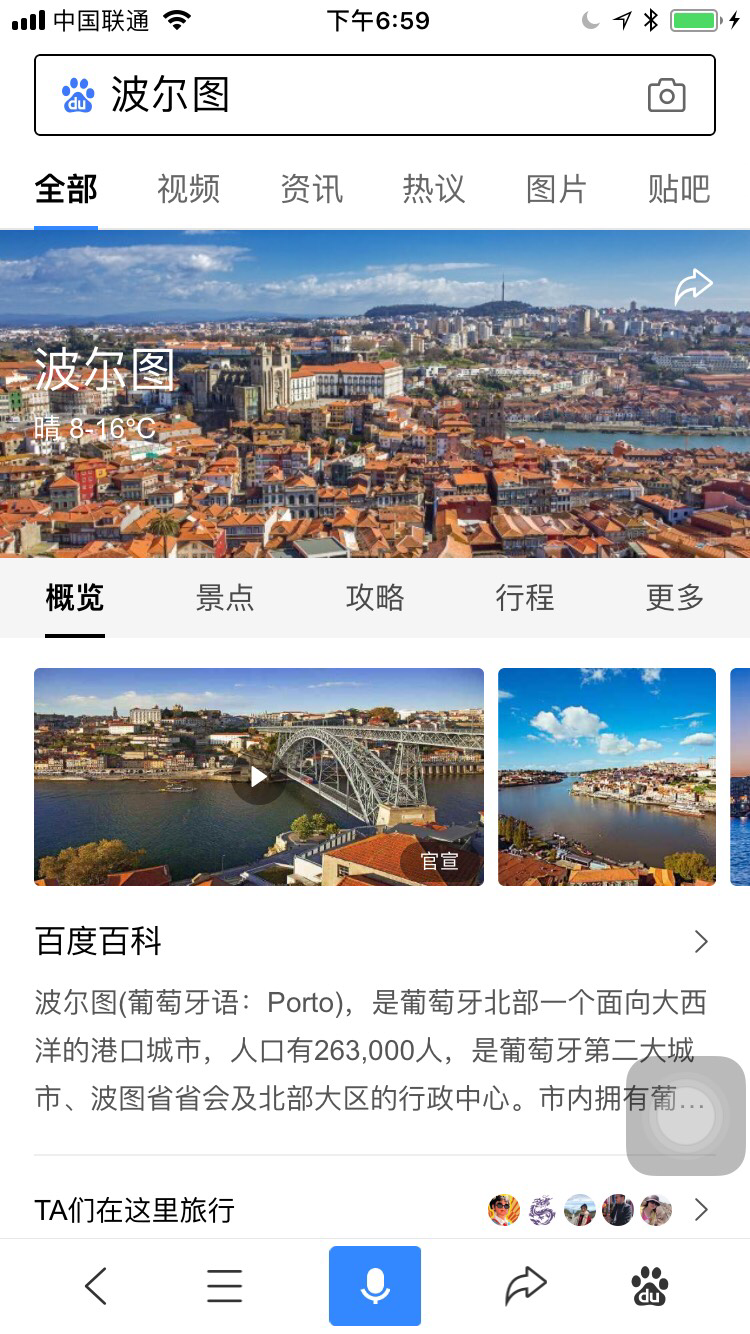 中国联通
下午6:59
du
波尔图
全部
视频
资讯
热议
图片
贴吧
波尔图
晴 8-16℃
概览
景点
攻略
行程
更多
官宣
百度百科
波尔图(葡萄牙语：Porto)，是葡萄牙北部一个面向大西
洋的港口城市，人口有263,000人，是葡萄牙第二大城
市、波图省省会及北部大区的行政中心。市内拥有葡...
TA们在这里旅行
du